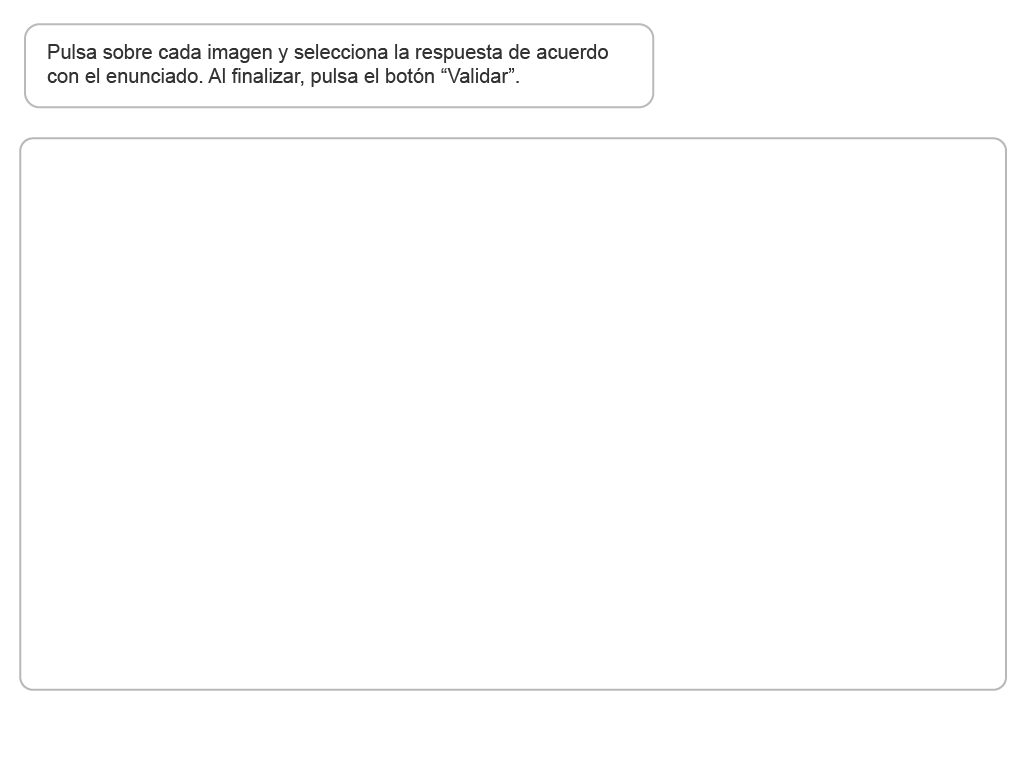 Pulsa sobre cada imagen y selecciona la respuesta de acuerdo
con el enunciado. Al finalizar, pulsa el botón “Validar”.